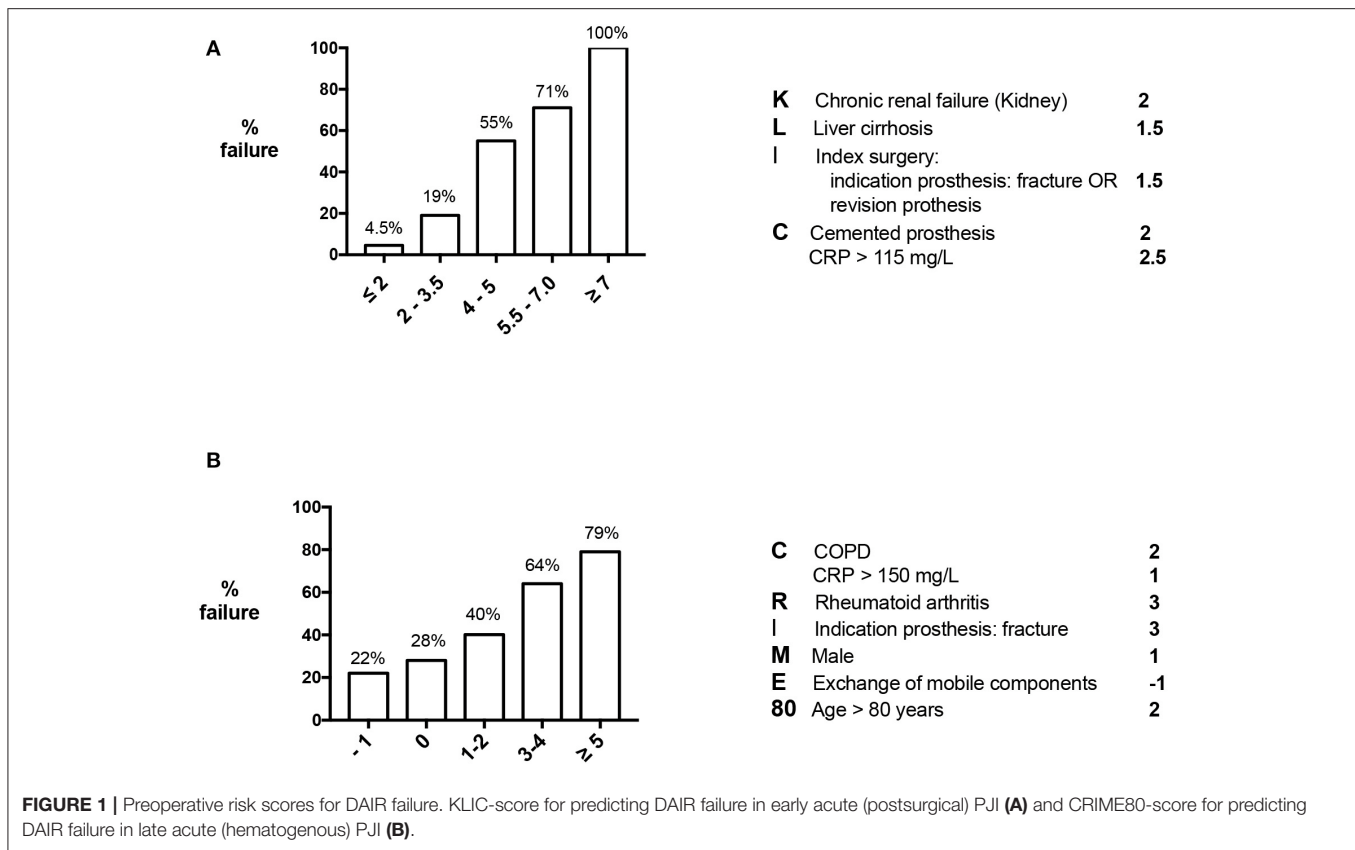 A
100%
100
71%
80
%
failure
55%
60
40
19%
20
4.5%
0
≤ 2
2 - 3.5
4 - 5
5.5 - 7.0
≥ 7
K Chronic renal failure (Kidney) 2
L Liver cirrhosis 1.5
I Index surgery:
indication prosthesis: fracture OR 1.5
revision prothesis
C Cemented prosthesis 2
CRP > 115 mg/L 2.5
B
100
79%
80
64%
%
failure
60
40%
40
28%
22%
20
0
- 1
0
1-2
3-4
≥ 5
C COPD 2
CRP > 150 mg/L 1
R Rheumatoid arthritis 3
I Indication prosthesis: fracture 3
M Male 1
E Exchange of mobile components -1
80 Age > 80 years 2
FIGURE 1 | Preoperative risk scores for DAIR failure. KLIC-score for predicting DAIR failure in early acute (postsurgical) PJI (A) and CRIME80-score for predicting
DAIR failure in late acute (hematogenous) PJI (B).